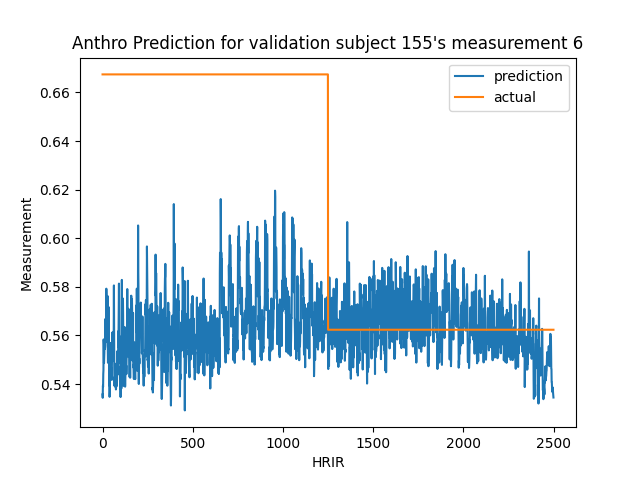 Anthro Prediction for validation subject 155's measurement 6
prediction
actual
0.66
0.64
0.62
0.60
0.58
0.56
0.54
Measurement
0
500
1000
1500
2000
2500
HRIR